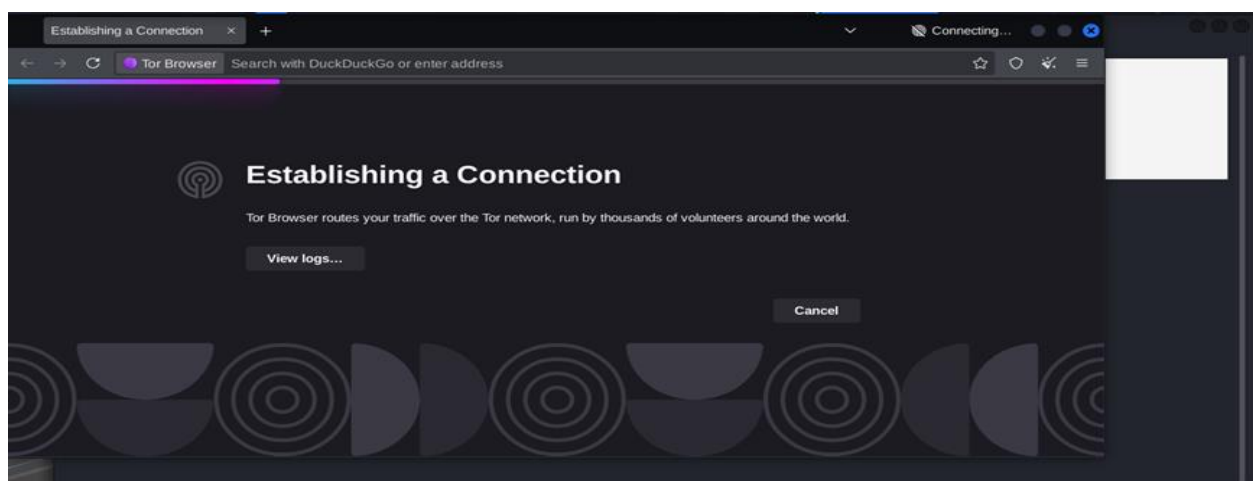 Establishing a Connection
Connecting...
Tor Browser Search with DuckDuckGo or enter address
Establishing a Connection
Tor Browser routes your traffic over the Tor network, run by thousands of volunteers around the world.
View logs...
Cancel